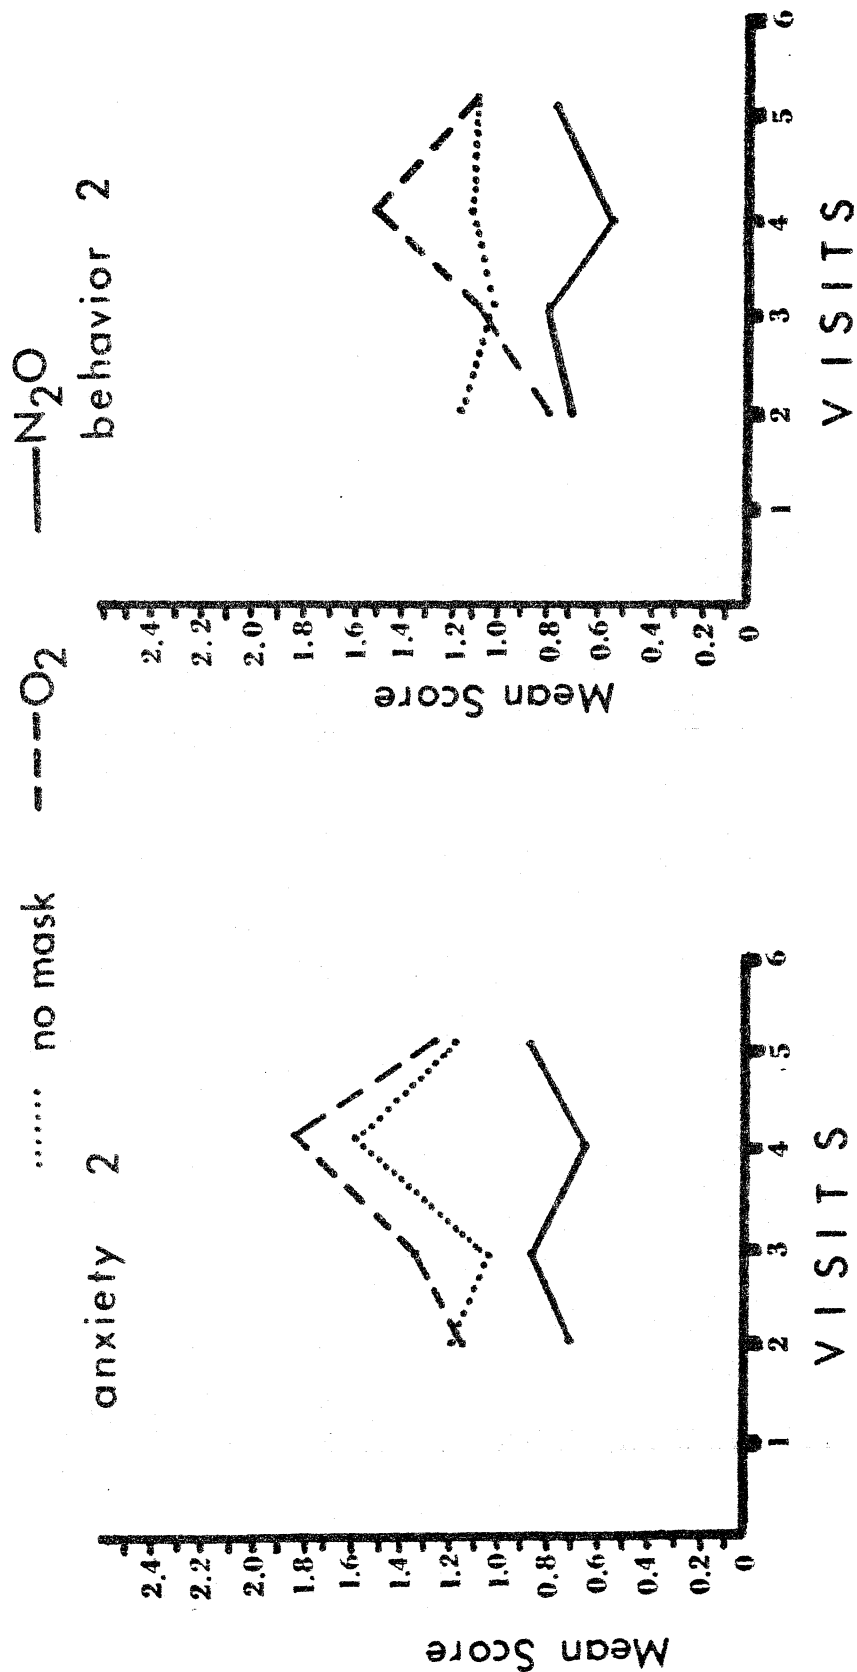 ...... no mask ---O2 —N2O
anxiety 2
behavior 2
Mean Score
2.4
2.2
2.0
1.8
1.6
1.4
1.2
1.0
0.8
0.6
0.4
0.2
0
1 2 3 4 5 6
VISITS
Mean Score
2.4
2.2
2.0
1.8
1.6
1.4
1.2
1.0
0.8
0.6
0.4
0.2
0
1 2 3 4 5 6
VISITS